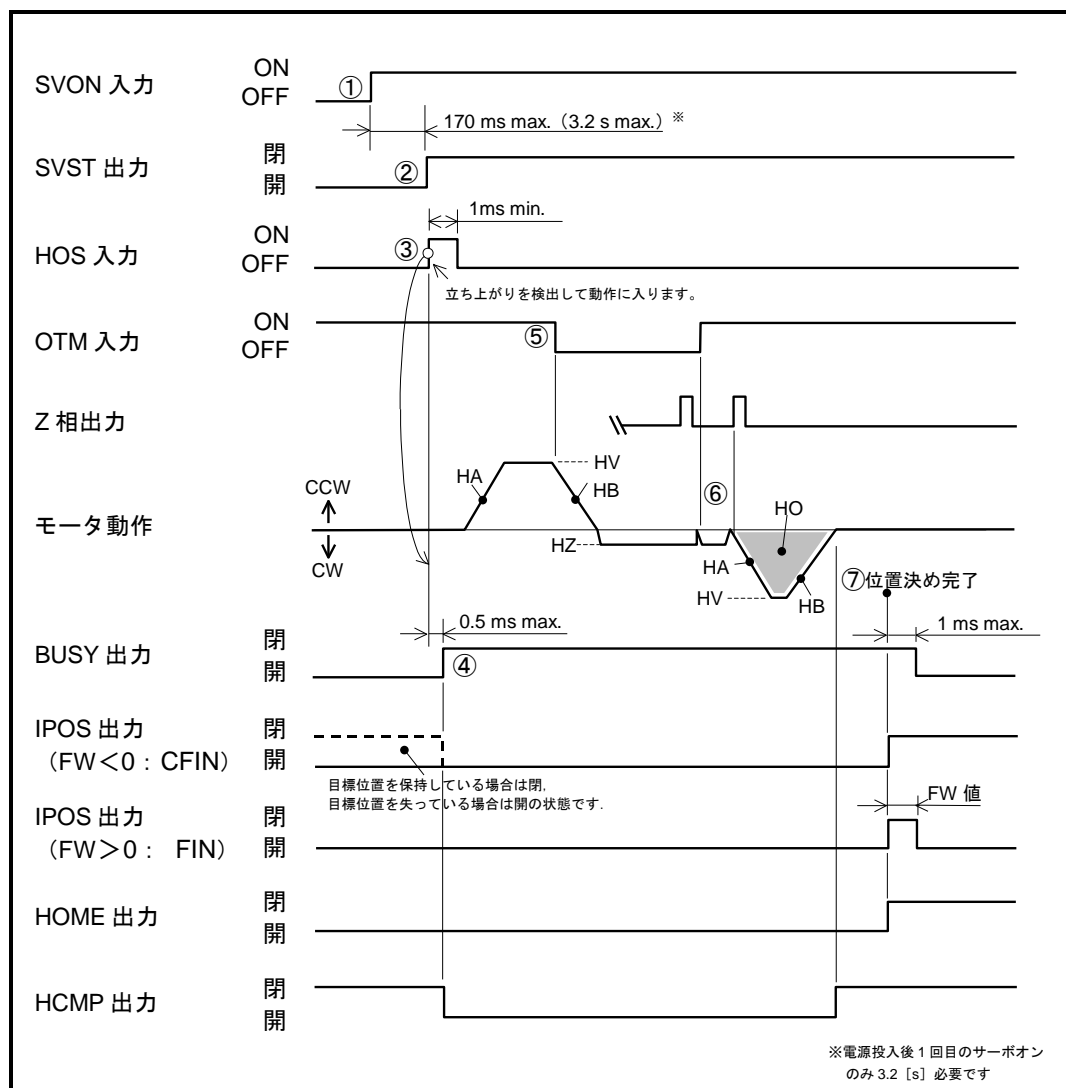 SVON 入力
ON
OFF
①
170 ms max.（3.2 s max.）※
SVST 出力
閉
開
②
1ms min.
HOS 入力
ON
OFF
③
立ち上がりを検出して動作に入ります。
OTM 入力
ON
OFF
⑤
Z 相出力
HV
HA
HB
⑥
HO
CCW
モータ動作
CW
HZ
HA
HV
HB
⑦位置決め完了
0.5 ms max.
1 ms max.
BUSY 出力
閉
開
④
IPOS 出力
（FW＜0：CFIN）
閉
開
目標位置を保持している場合は閉,
目標位置を失っている場合は開の状態です.
FW 値
IPOS 出力
（FW＞0： FIN）
閉
開
HOME 出力
閉
開
HCMP 出力
閉
開
※電源投入後 1 回目のサーボオン
のみ 3.2［s］必要です